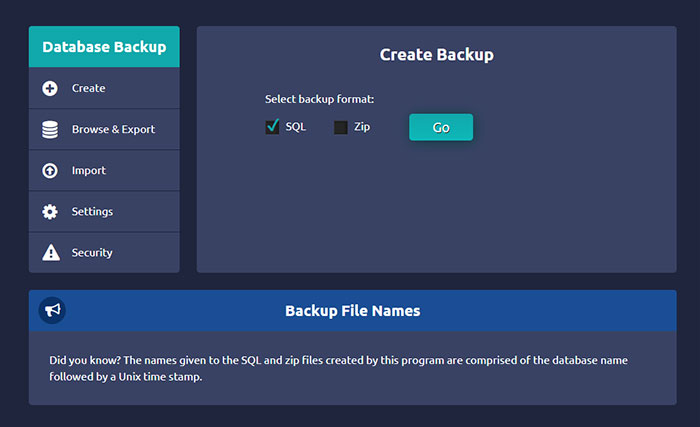 Database Backup
Create
Browse & Export
Import
Settings
Security
Create Backup
Select backup format:
SQL Zip Go
Backup File Names
Did you know? The names given to the SQL and zip files created by this program are comprised of the database name
followed by a Unix time stamp.